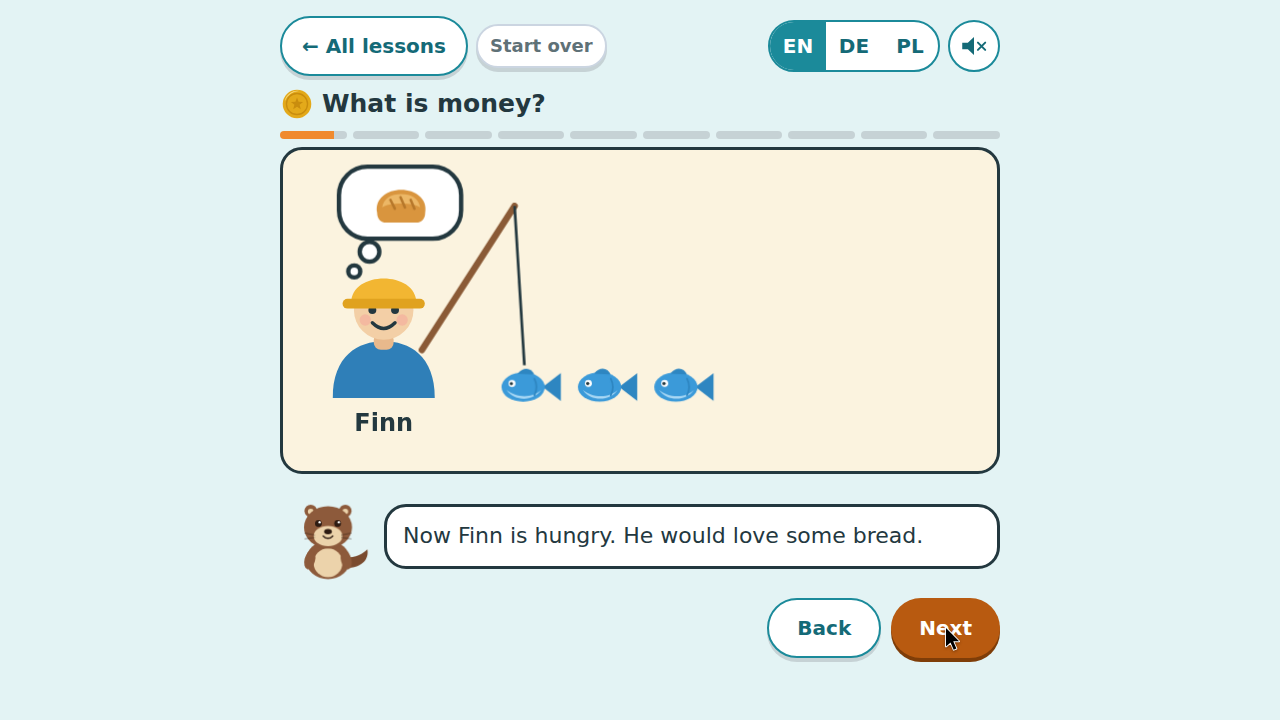 ← All lessons
Start over
EN DE PL
What is money?
Finn
Now Finn is hungry. He would love some bread.
Back
Next